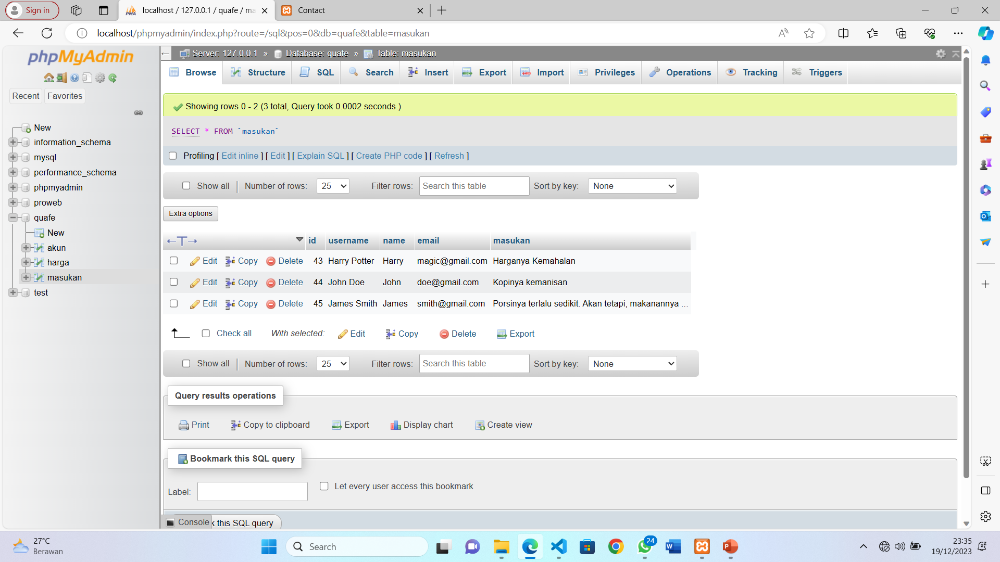 Sign in
localhost / 127.0.0.1 / quafe / ma
Contact
localhost/phpmyadmin/index.php?route=/sql&pos=0&db=quafe&table=masukan
phpMyAdmin
Recent Favorites
New
information_schema
mysql
performance_schema
phpmyadmin
proweb
quafe
New
akun
harga
masukan
test
Server: 127.0.0.1 » Database: quafe » Table: masukan
Browse Structure SQL Search Insert Export Import Privileges Operations Tracking Triggers
Showing rows 0 - 2 (3 total, Query took 0.0002 seconds.)
SELECT * FROM `masukan`
Profiling [ Edit inline ] [ Edit ] [ Explain SQL ] [ Create PHP code ] [ Refresh ]
Show all Number of rows: 25 Filter rows: Search this table Sort by key: None
Extra options
←T→ id username name email masukan
Edit Copy Delete 43 Harry Potter Harry magic@gmail.com Harganya Kemahalan
Edit Copy Delete 44 John Doe John doe@gmail.com Kopinya kemanisan
Edit Copy Delete 45 James Smith James smith@gmail.com Porsinya terlalu sedikit. Akan tetapi, makanannya ...
Check all With selected: Edit Copy Delete Export
Show all Number of rows: 25 Filter rows: Search this table Sort by key: None
Query results operations
Print Copy to clipboard Export Display chart Create view
Bookmark this SQL query
Label: Let every user access this bookmark
Console k this SQL query
27°C
Berawan
Search
24
23:35
19/12/2023